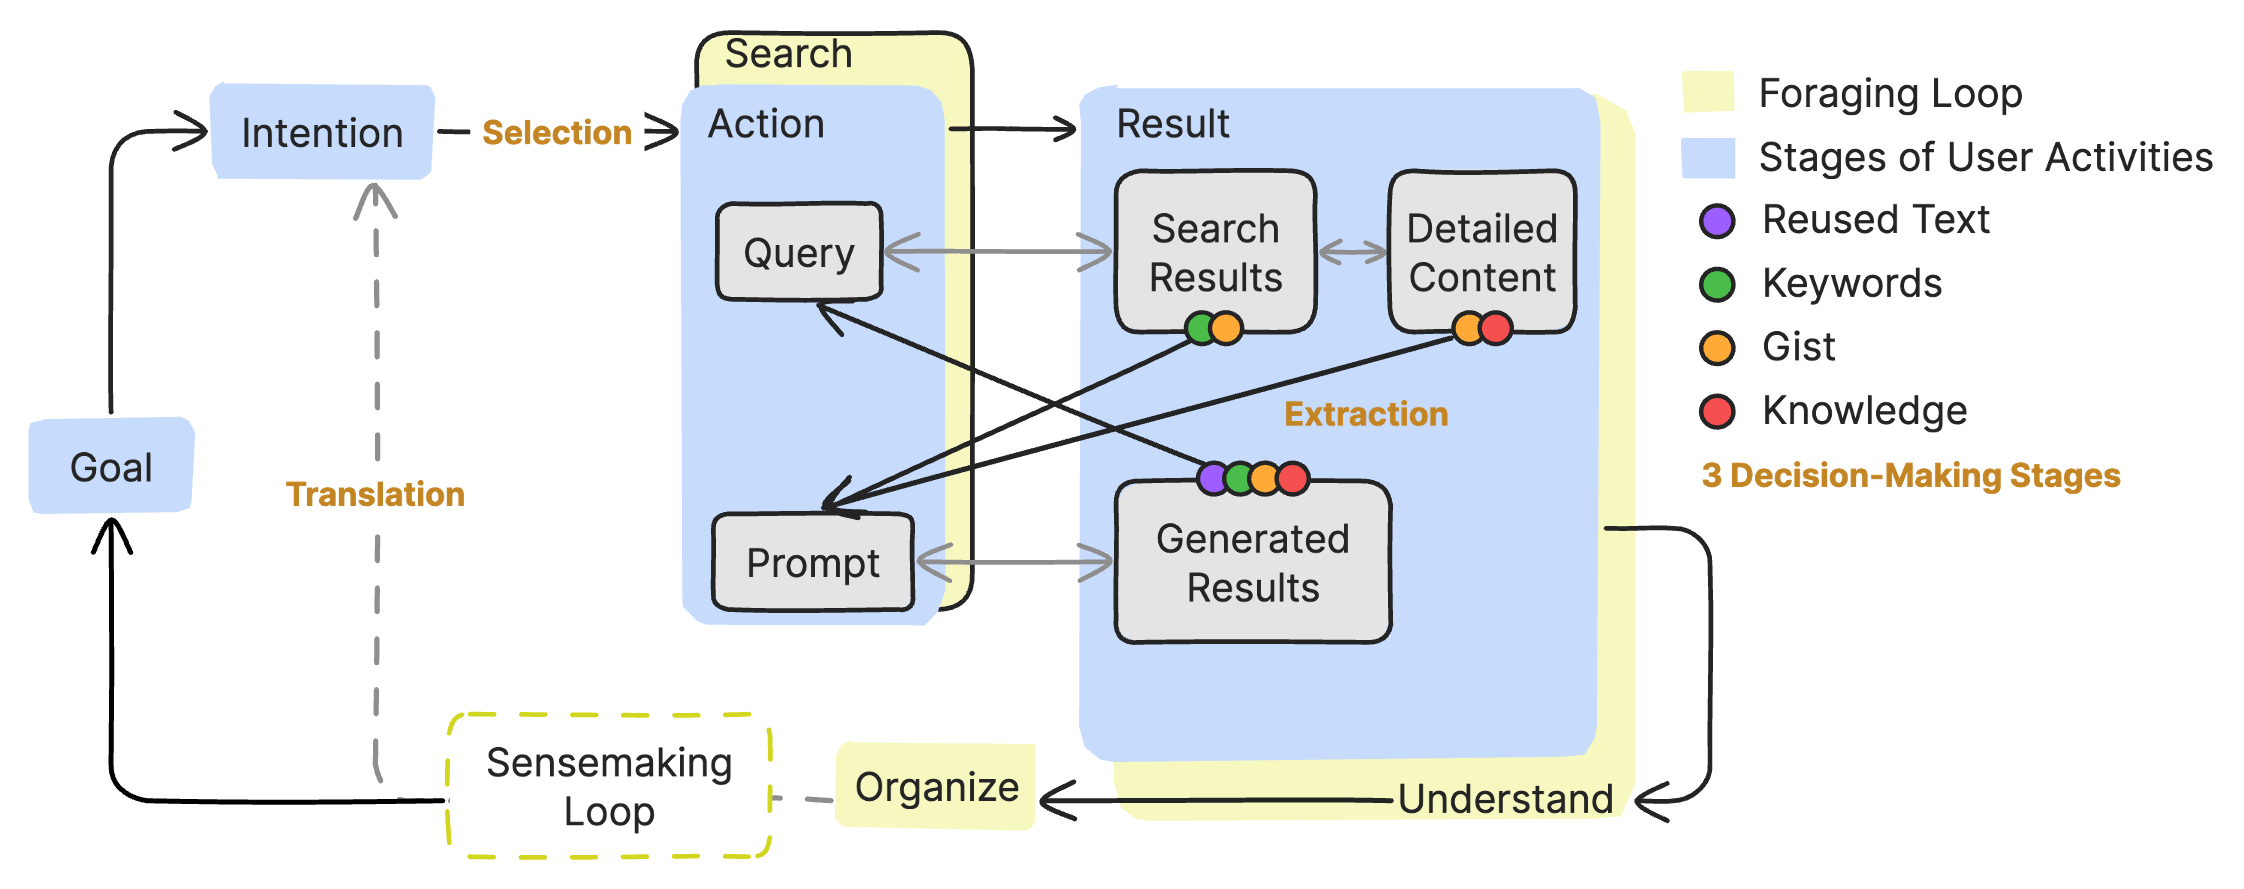 Search
Action
Intention
Selection
Result
Query
Search
Results
Detailed
Content
Extraction
Goal
Translation
Prompt
Generated
Results
Sensemaking
Loop
Organize
Understand
Foraging Loop
Stages of User Activities
Reused Text
Keywords
Gist
Knowledge
3 Decision-Making Stages